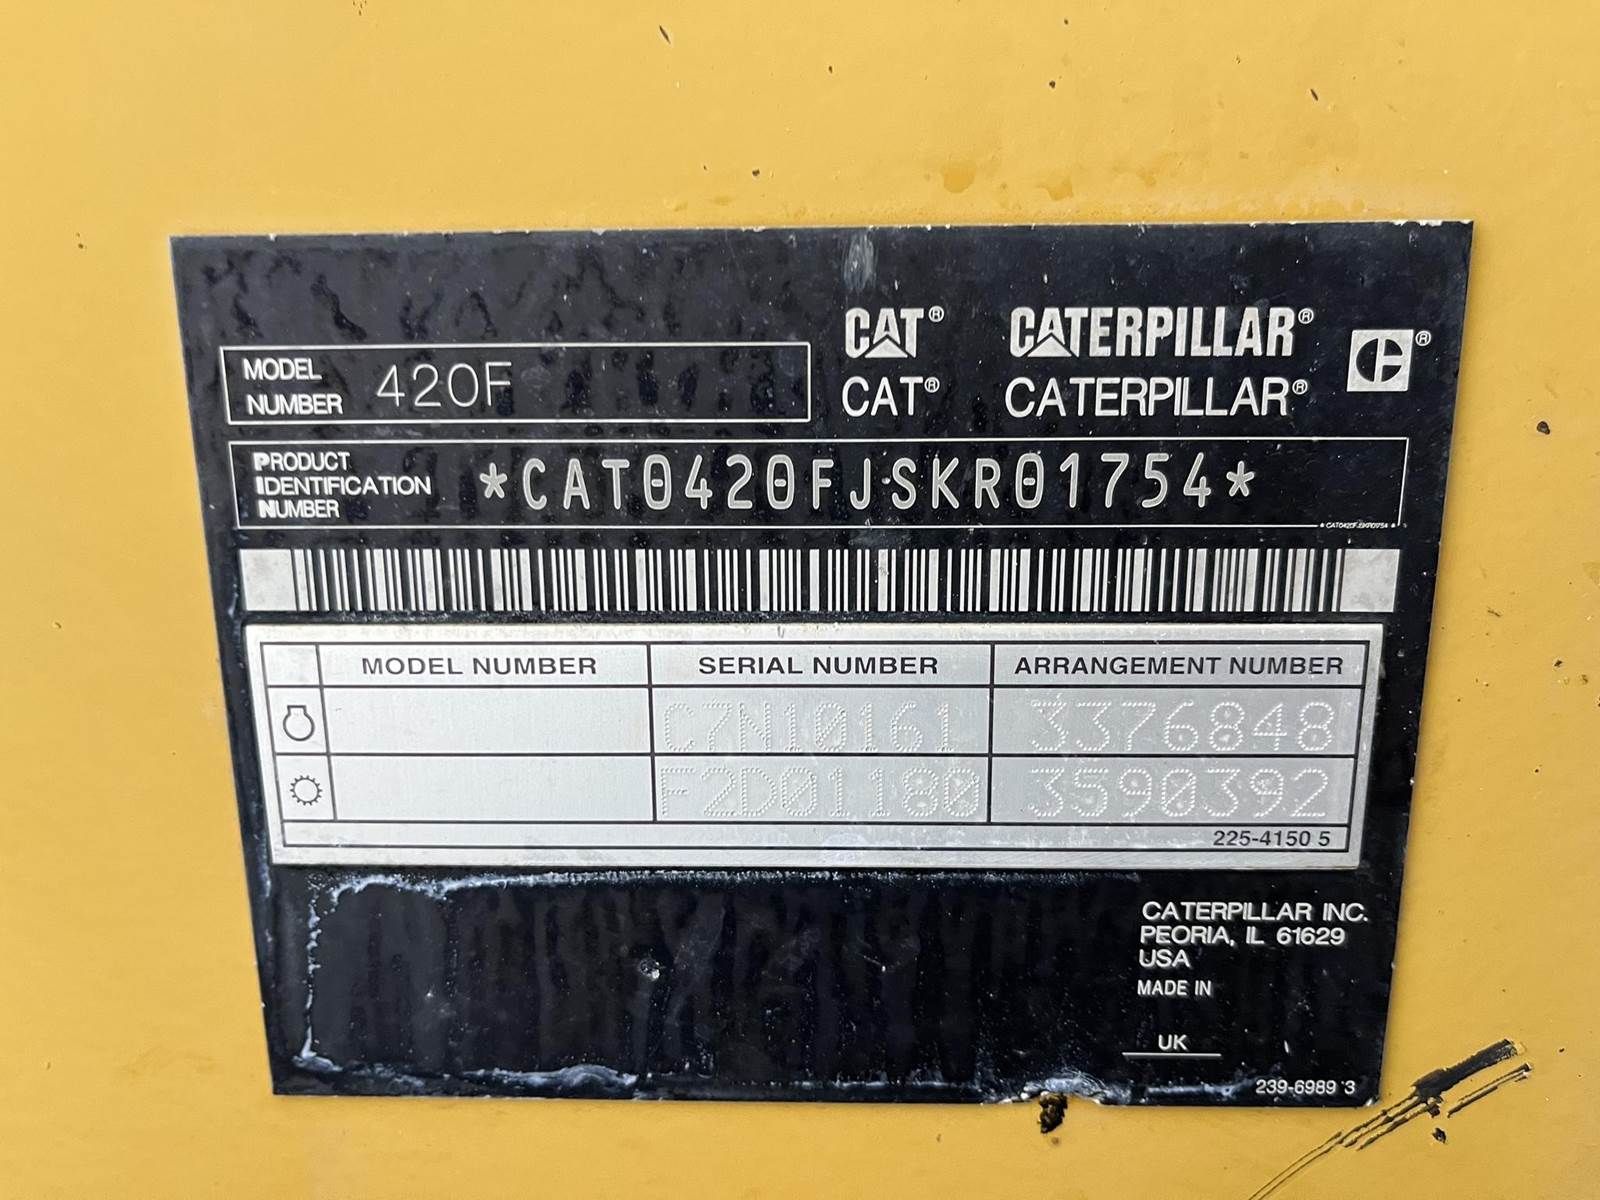 CAT® CATERPILLAR®
CAT® CATERPILLAR®
MODEL
NUMBER 420F
PRODUCT
IDENTIFICATION
NUMBER
*CAT0420FJSKR01754*
*CAT0420FJSKR01754*
MODEL NUMBER SERIAL NUMBER ARRANGEMENT NUMBER
C7N10161 3376848
F2D01180 3590392
225-4150 5
CATERPILLAR INC.
PEORIA, IL 61629
USA
MADE IN
UK
239-6989 3